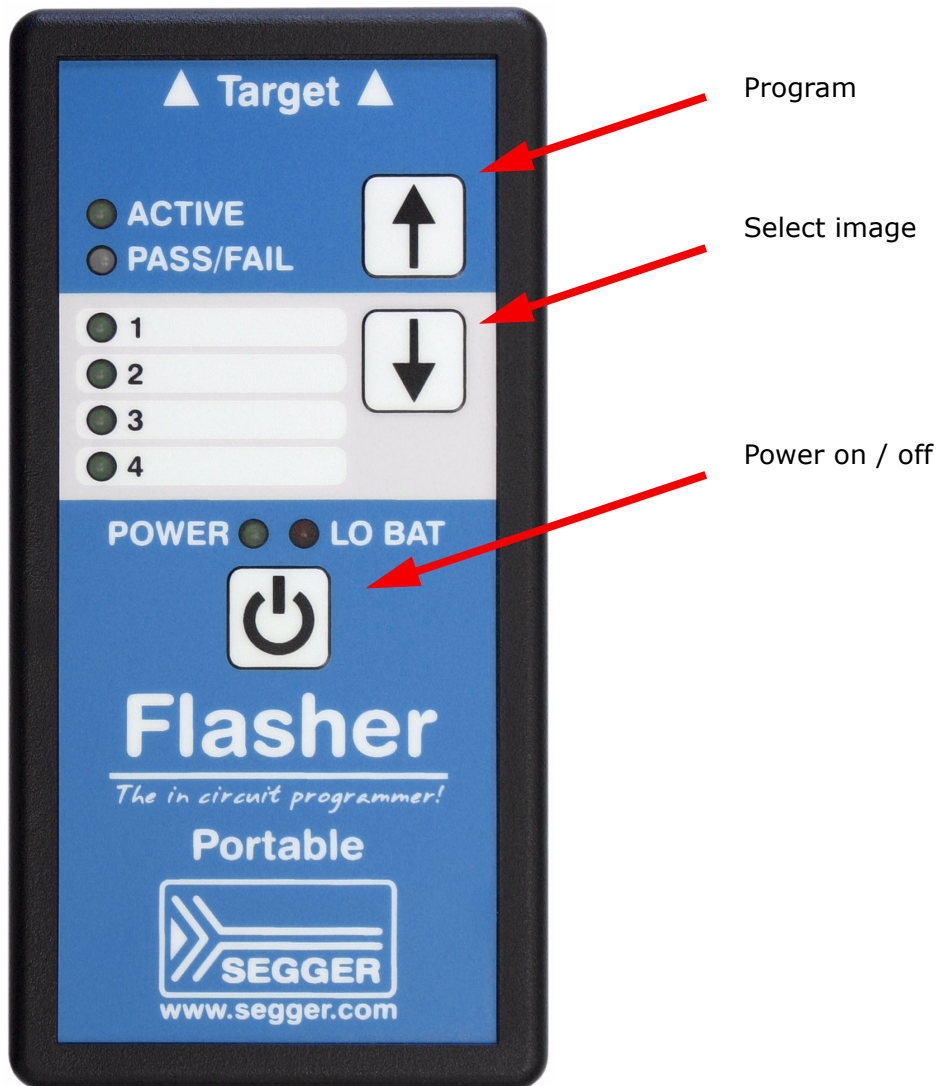 Target
Program
ACTIVE
PASS/FAIL
Select image
1
2
3
4
Power on / off
POWER LO BAT
Flasher
The in circuit programmer!
Portable
SEGGER
www.segger.com